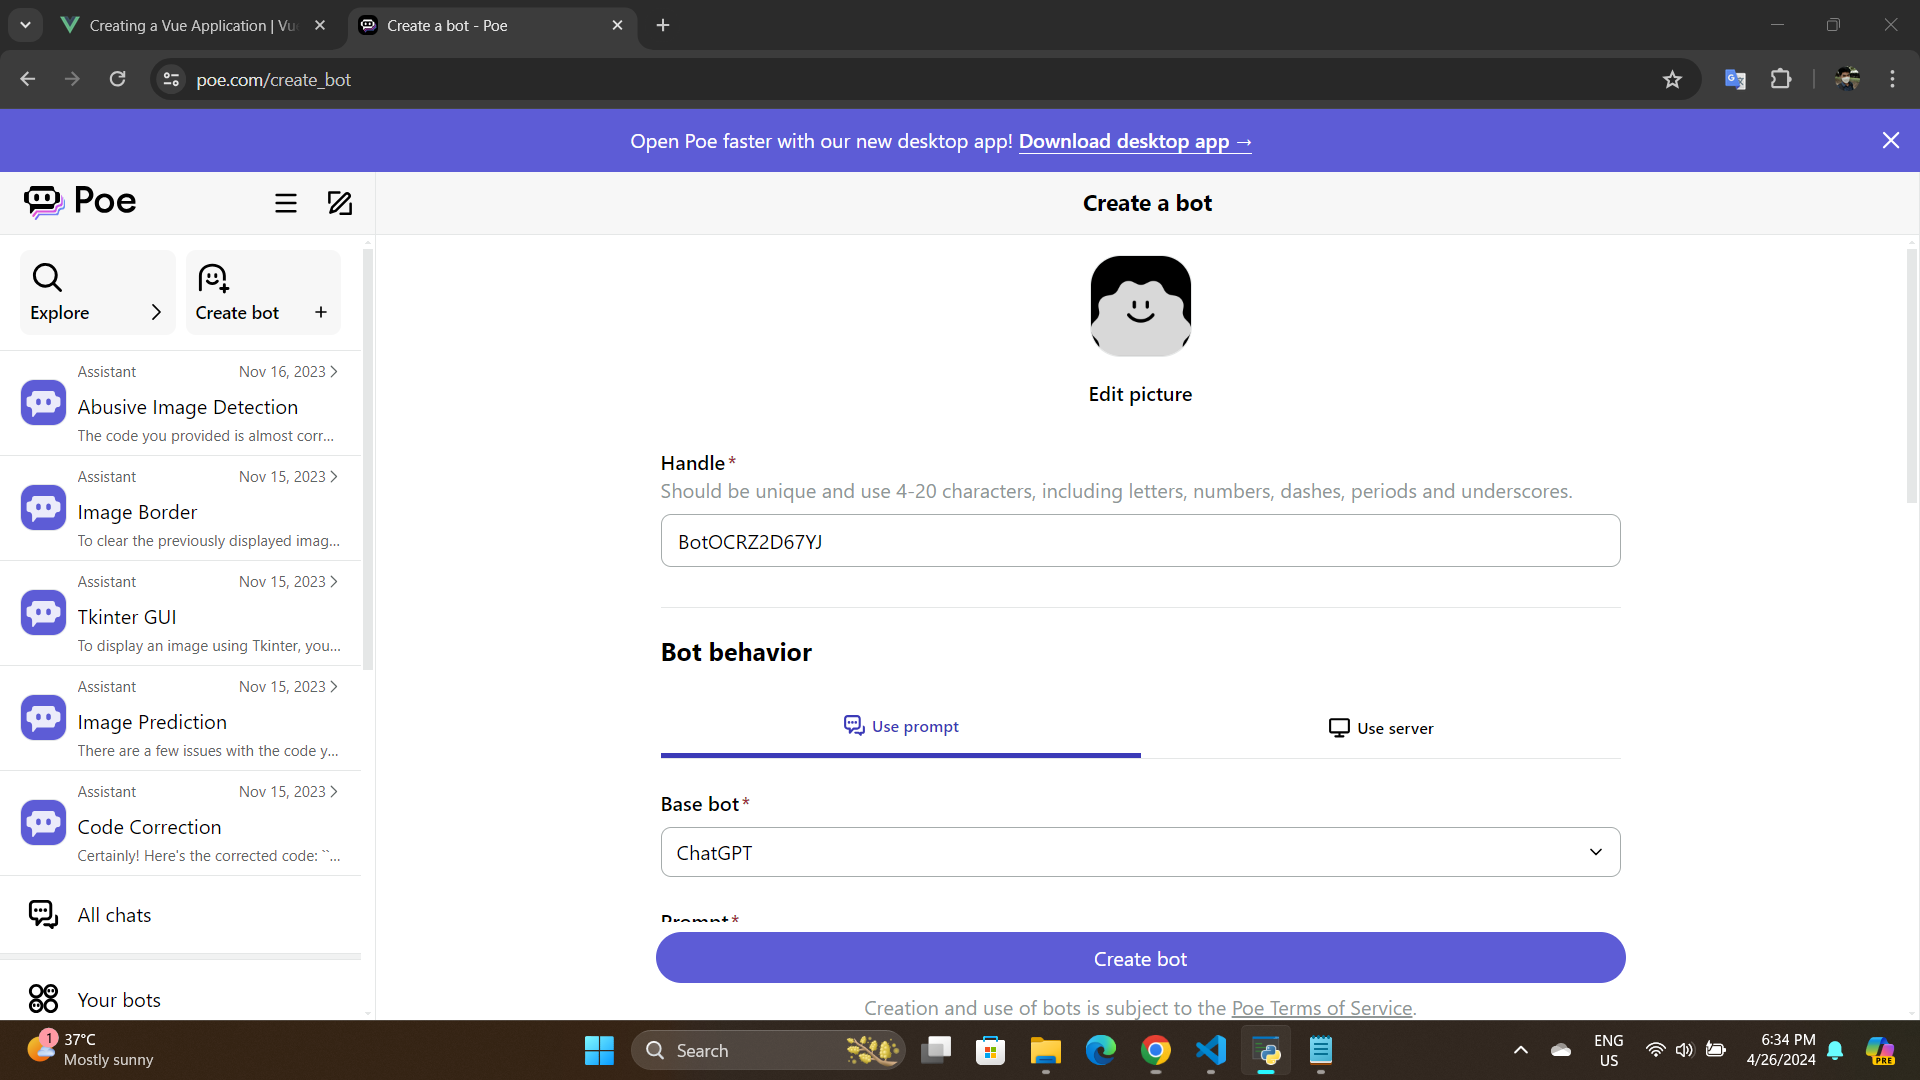 Creating a Vue Application | Vu
Create a bot - Poe
poe.com/create_bot
Open Poe faster with our new desktop app! Download desktop app →
Poe
Create a bot
Explore
Create bot +
Assistant Nov 16, 2023
Abusive Image Detection
The code you provided is almost corr...
Assistant Nov 15, 2023
Image Border
To clear the previously displayed imag...
Assistant Nov 15, 2023
Tkinter GUI
To display an image using Tkinter, you...
Assistant Nov 15, 2023
Image Prediction
There are a few issues with the code y...
Assistant Nov 15, 2023
Code Correction
Certainly! Here's the corrected code: ``...
All chats
Your bots
Edit picture
Handle*
Should be unique and use 4-20 characters, including letters, numbers, dashes, periods and underscores.
BotOCRZ2D67YJ
Bot behavior
Use prompt
Use server
Base bot*
ChatGPT
Prompt*
Create bot
Creation and use of bots is subject to the Poe Terms of Service.
1
37°C
Mostly sunny
Search
ENG
US
6:34 PM
4/26/2024
PRE